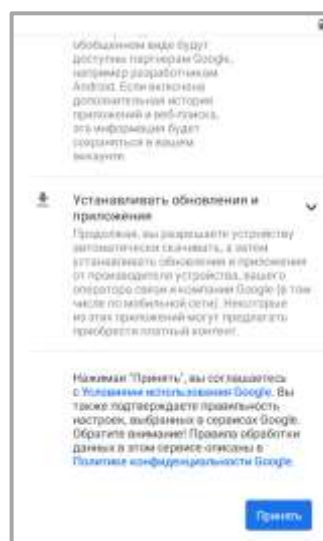 обобщенном виде будут
доступны партнерам Google,
например разработчикам
Android. Если включена
дополнительная история
приложений и веб-поиска,
эта информация будет
сохраняться в вашем
аккаунте.
Устанавливать обновления и
приложения
Продолжая, вы разрешаете устройству
автоматически скачивать, а затем
устанавливать обновления и приложения
от производителя устройства, вашего
оператора связи и компании Google (в том
числе по мобильной сети). Некоторые
из этих приложений могут предлагать
приобрести платный контент.
Нажимая "Принять", вы соглашаетесь
с Условиями использования Google. Вы
также подтверждаете правильность
настроек, выбранных в сервисах Google.
Обратите внимание! Правила обработки
данных в этом сервисе описаны в
Политике конфиденциальности Google.
Принять